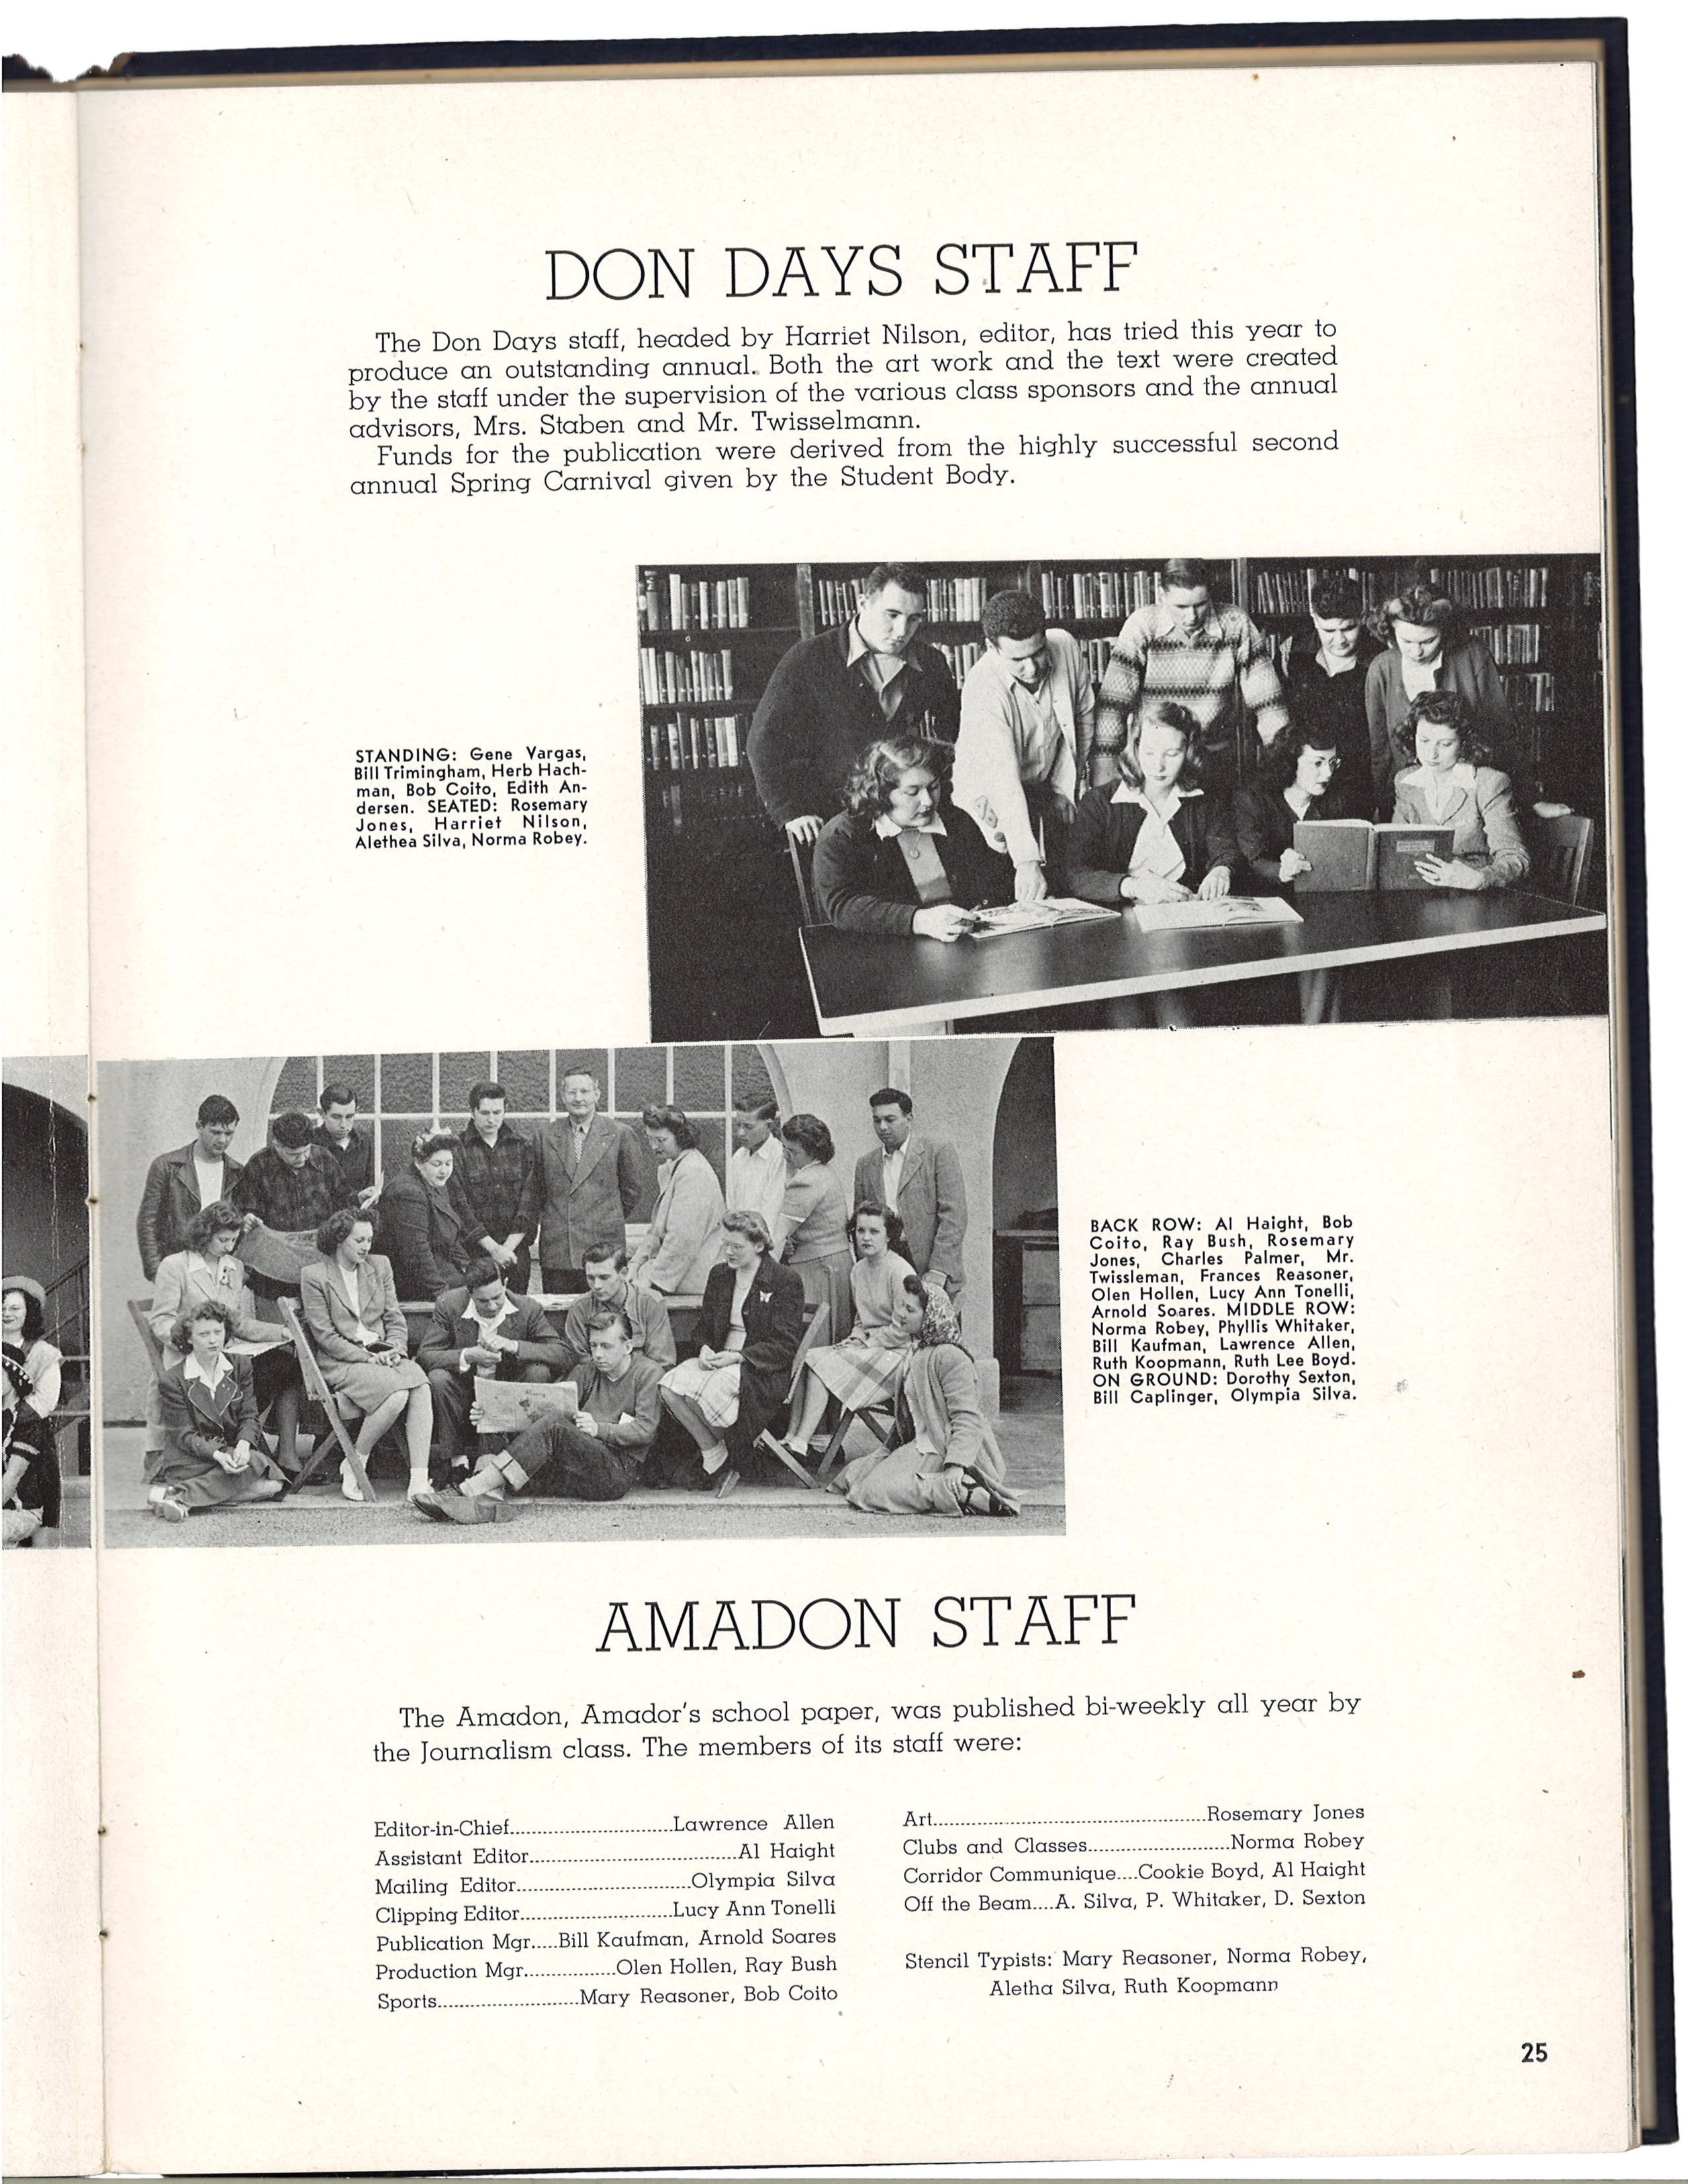 DON DAYS STAFF
The Don Days staff, headed by Harriet Nilson, editor, has tried this year to
produce an outstanding annual. Both the art work and the text were created
by the staff under the supervision of the various class sponsors and the annual
advisors, Mrs. Staben and Mr. Twisselmann.
Funds for the publication were derived from the highly successful second
annual Spring Carnival given by the Student Body.
STANDING: Gene Vargas,
Bill Trimingham, Herb Hach-
man, Bob Coito, Edith An-
dersen. SEATED: Rosemary
Jones, Harriet Nilson,
Alethea Silva, Norma Robey.
BACK ROW: Al Haight, Bob
Coito, Ray Bush, Rosemary
Jones, Charles Palmer, Mr.
Twissleman, Frances Reasoner,
Olen Hollen, Lucy Ann Tonelli,
Arnold Soares. MIDDLE ROW:
Norma Robey, Phyllis Whitaker,
Bill Kaufman, Lawrence Allen,
Ruth Koopmann, Ruth Lee Boyd.
ON GROUND: Dorothy Sexton,
Bill Caplinger, Olympia Silva.
AMADON STAFF
The Amadon, Amador's school paper, was published bi-weekly all year by
the Journalism class. The members of its staff were:
Editor-in-Chief............................Lawrence Allen
Assistant Editor....................................Al Haight
Mailing Editor..............................Olympia Silva
Clipping Editor..........................Lucy Ann Tonelli
Publication Mgr.....Bill Kaufman, Arnold Soares
Production Mgr................Olen Hollen, Ray Bush
Sports........................Mary Reasoner, Bob Coito
Art..............................................Rosemary Jones
Clubs and Classes........................Norma Robey
Corridor Communique....Cookie Boyd, Al Haight
Off the Beam....A. Silva, P. Whitaker, D. Sexton
Stencil Typists: Mary Reasoner, Norma Robey,
Aletha Silva, Ruth Koopmann
25